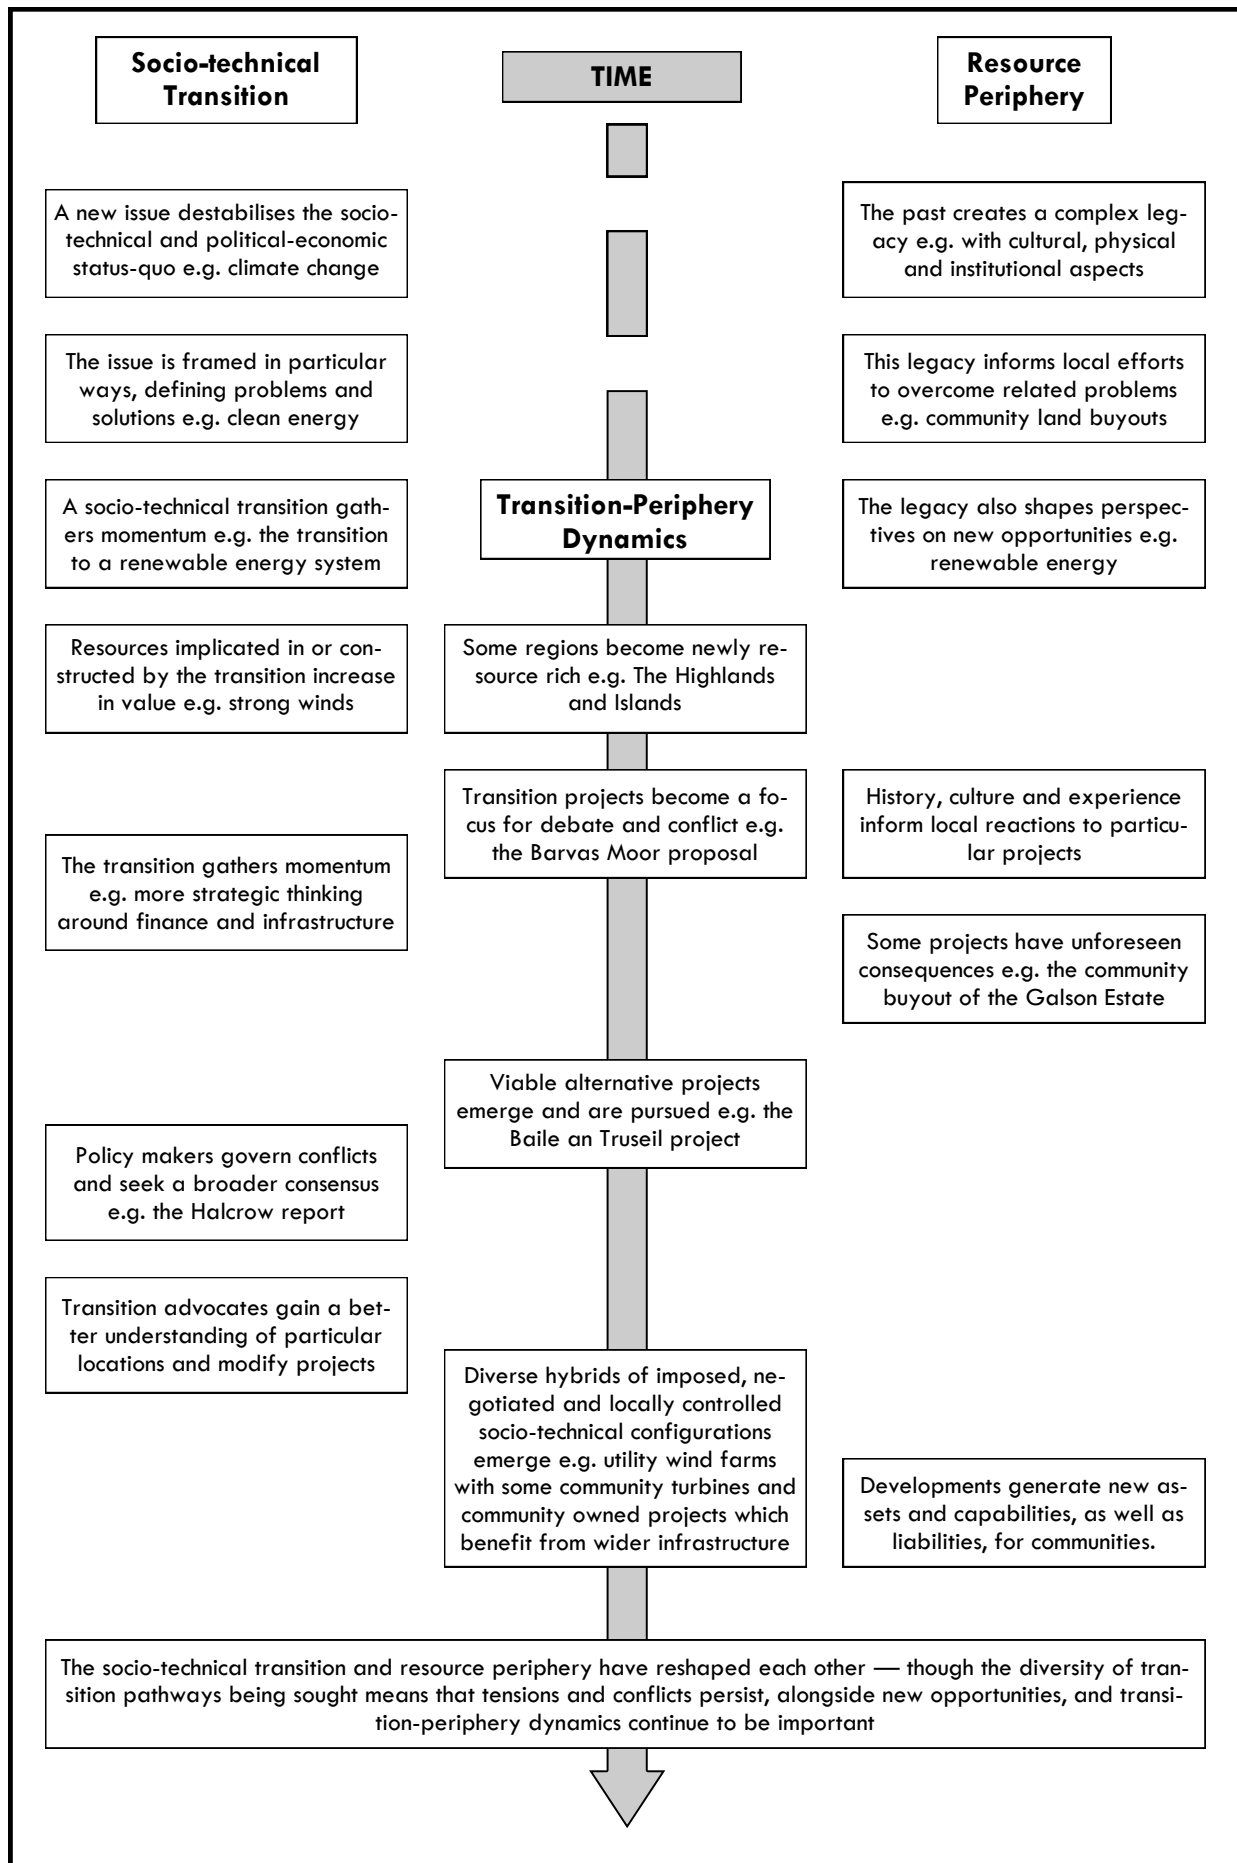 Socio-technical
Transition
TIME
Resource
Periphery
A new issue destabilises the socio-
technical and political-economic
status-quo e.g. climate change
The past creates a complex leg-
acy e.g. with cultural, physical
and institutional aspects
The issue is framed in particular
ways, defining problems and
solutions e.g. clean energy
This legacy informs local efforts
to overcome related problems
e.g. community land buyouts
A socio-technical transition gath-
ers momentum e.g. the transition
to a renewable energy system
Transition-Periphery
Dynamics
The legacy also shapes perspec-
tives on new opportunities e.g.
renewable energy
Resources implicated in or con-
structed by the transition increase
in value e.g. strong winds
Some regions become newly re-
source rich e.g. The Highlands
and Islands
Transition projects become a fo-
cus for debate and conflict e.g.
the Barvas Moor proposal
History, culture and experience
inform local reactions to particu-
lar projects
The transition gathers momentum
e.g. more strategic thinking
around finance and infrastructure
Some projects have unforeseen
consequences e.g. the community
buyout of the Galson Estate
Viable alternative projects
emerge and are pursued e.g. the
Baile an Truseil project
Policy makers govern conflicts
and seek a broader consensus
e.g. the Halcrow report
Transition advocates gain a bet-
ter understanding of particular
locations and modify projects
Diverse hybrids of imposed, ne-
gotiated and locally controlled
socio-technical configurations
emerge e.g. utility wind farms
with some community turbines and
community owned projects which
benefit from wider infrastructure
Developments generate new as-
sets and capabilities, as well as
liabilities, for communities.
The socio-technical transition and resource periphery have reshaped each other — though the diversity of tran-
sition pathways being sought means that tensions and conflicts persist, alongside new opportunities, and transi-
tion-periphery dynamics continue to be important